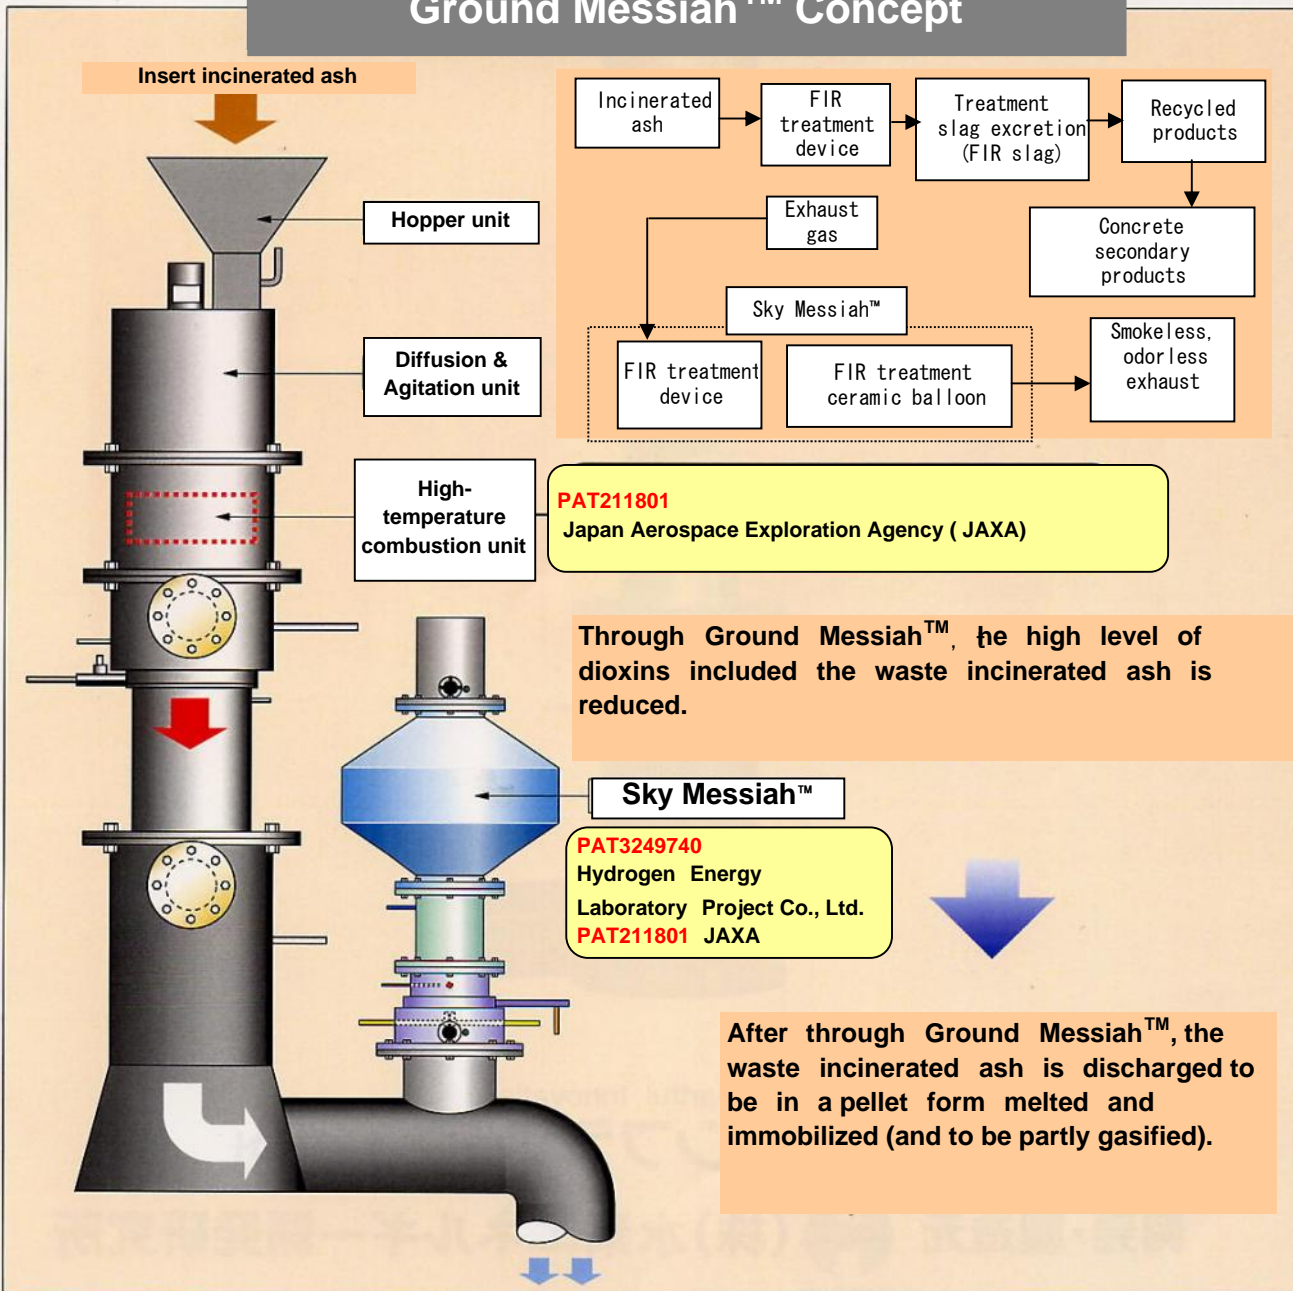 Ground Messiah™ Concept
Insert incinerated ash
Incinerated
ash
FIR
treatment
device
Treatment
slag excretion
(FIR slag)
Recycled
products
Hopper unit
Exhaust
gas
Concrete
secondary
products
Sky Messiah™
Diffusion &
Agitation unit
FIR treatment
device
FIR treatment
ceramic balloon
Smokeless,
odorless
exhaust
High-
temperature
combustion unit
PAT211801
Japan Aerospace Exploration Agency ( JAXA)
Through Ground Messiah™, he high level of
dioxins included the waste incinerated ash is
reduced.
Sky Messiah™
PAT3249740
Hydrogen Energy
Laboratory Project Co., Ltd.
PAT211801 JAXA
After through Ground Messiah™, the
waste incinerated ash is discharged to
be in a pellet form melted and
immobilized (and to be partly gasified).